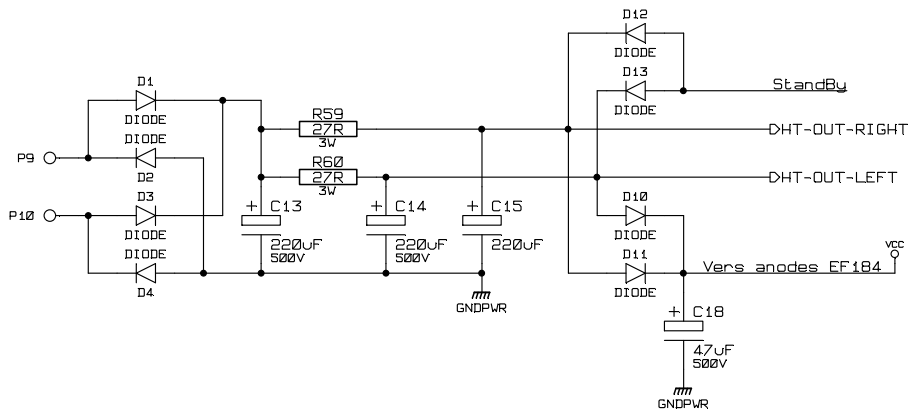 D12
DIODE
D13
DIODE
StandBy
D1
DIODE
DIODE
D2
P9
R59
27R
3W
HT-OUT-RIGHT
R60
27R
3W
HT-OUT-LEFT
D3
DIODE
P10
DIODE
D4
C13
220uF
500V
C14
220uF
500V
C15
220uF
GNDPWR
D10
DIODE
D11
DIODE
Vers anodes EF184
VCC
C18
47uF
500V
GNDPWR